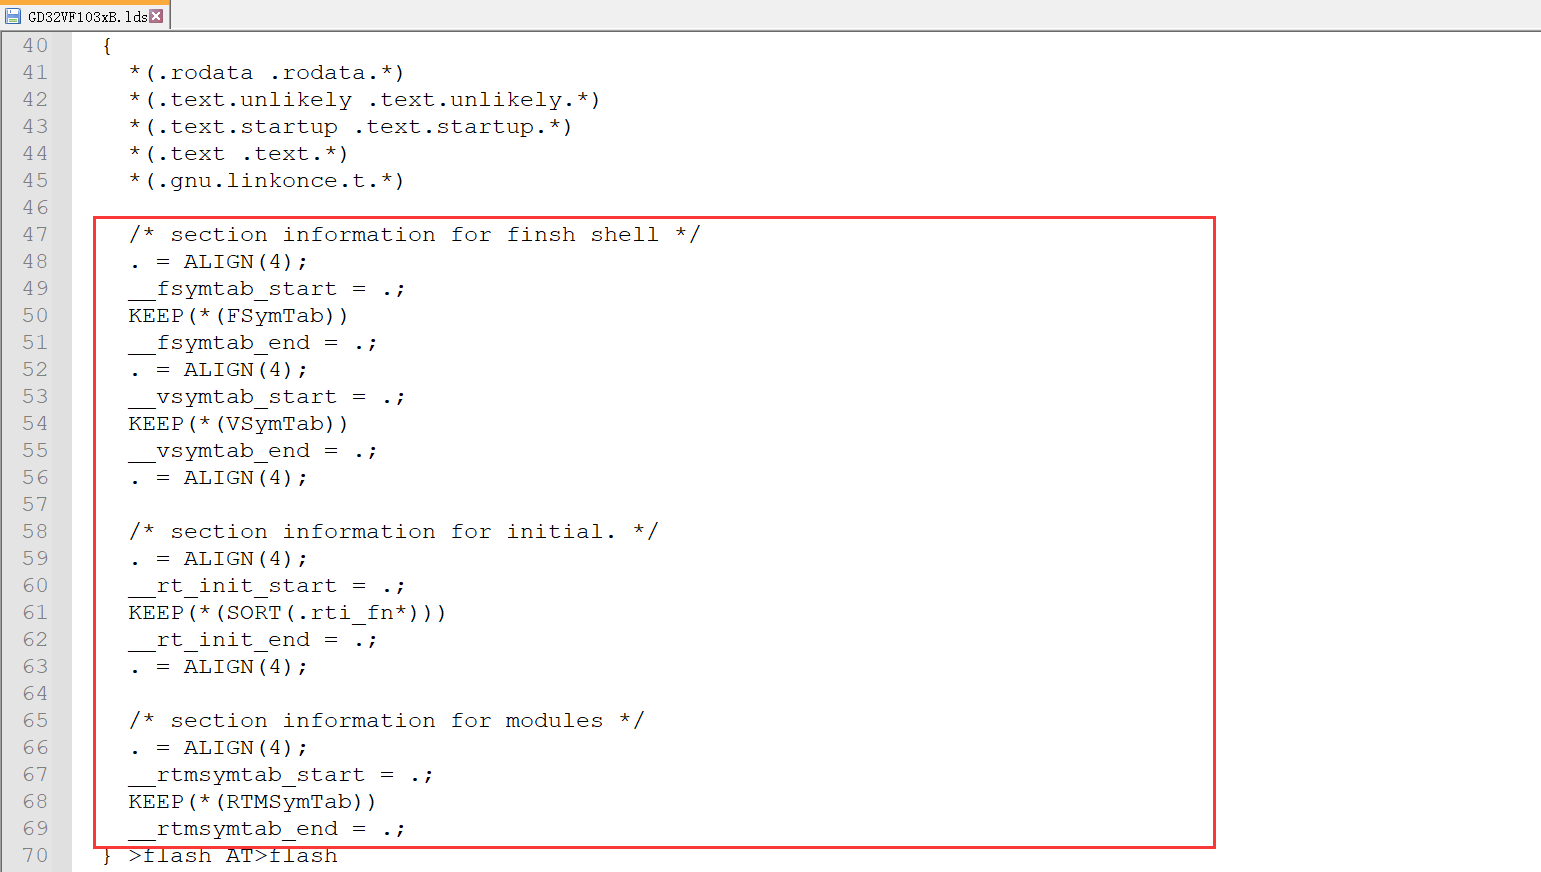 GD32VF103xB.lds
40 {
41 *(.rodata .rodata.*)
42 *(.text.unlikely .text.unlikely.*)
43 *(.text.startup .text.startup.*)
44 *(.text .text.*)
45 *(.gnu.linkonce.t.*)
46
47 /* section information for finsh shell */
48 . = ALIGN(4);
49 __fsymtab_start = .;
50 KEEP(*(FSymTab))
51 __fsymtab_end = .;
52 . = ALIGN(4);
53 __vsymtab_start = .;
54 KEEP(*(VSymTab))
55 __vsymtab_end = .;
56 . = ALIGN(4);
57
58 /* section information for initial. */
59 . = ALIGN(4);
60 __rt_init_start = .;
61 KEEP(*(SORT(.rti_fn*)))
62 __rt_init_end = .;
63 . = ALIGN(4);
64
65 /* section information for modules */
66 . = ALIGN(4);
67 __rtmsymtab_start = .;
68 KEEP(*(RTMSymTab))
69 __rtmsymtab_end = .;
70 } >flash AT>flash